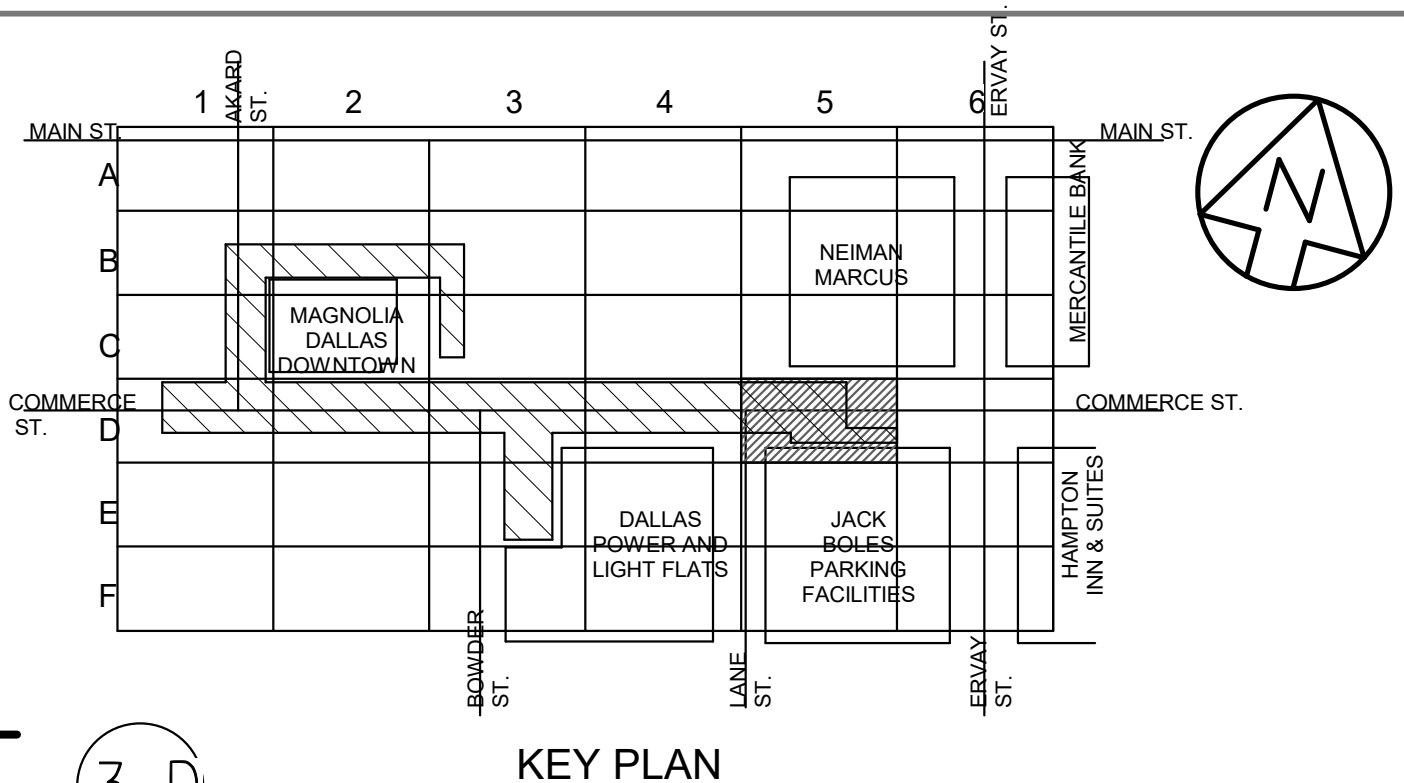 AKARD
ST.
ERVAY ST.
1
2
3
4
5
6
MAIN ST.
MAIN ST.
A
B
C
D
E
F
NEIMAN
MARCUS
MERCANTILE BANK
N
MAGNOLIA
DALLAS
DOWNTOWN
COMMERCE
ST.
COMMERCE ST.
DALLAS
POWER AND
LIGHT FLATS
JACK
BOLES
PARKING
FACILITIES
HAMPTON
INN & SUITES
BOWDER
ST.
LANE
ST.
ERVAY
ST.
KEY PLAN